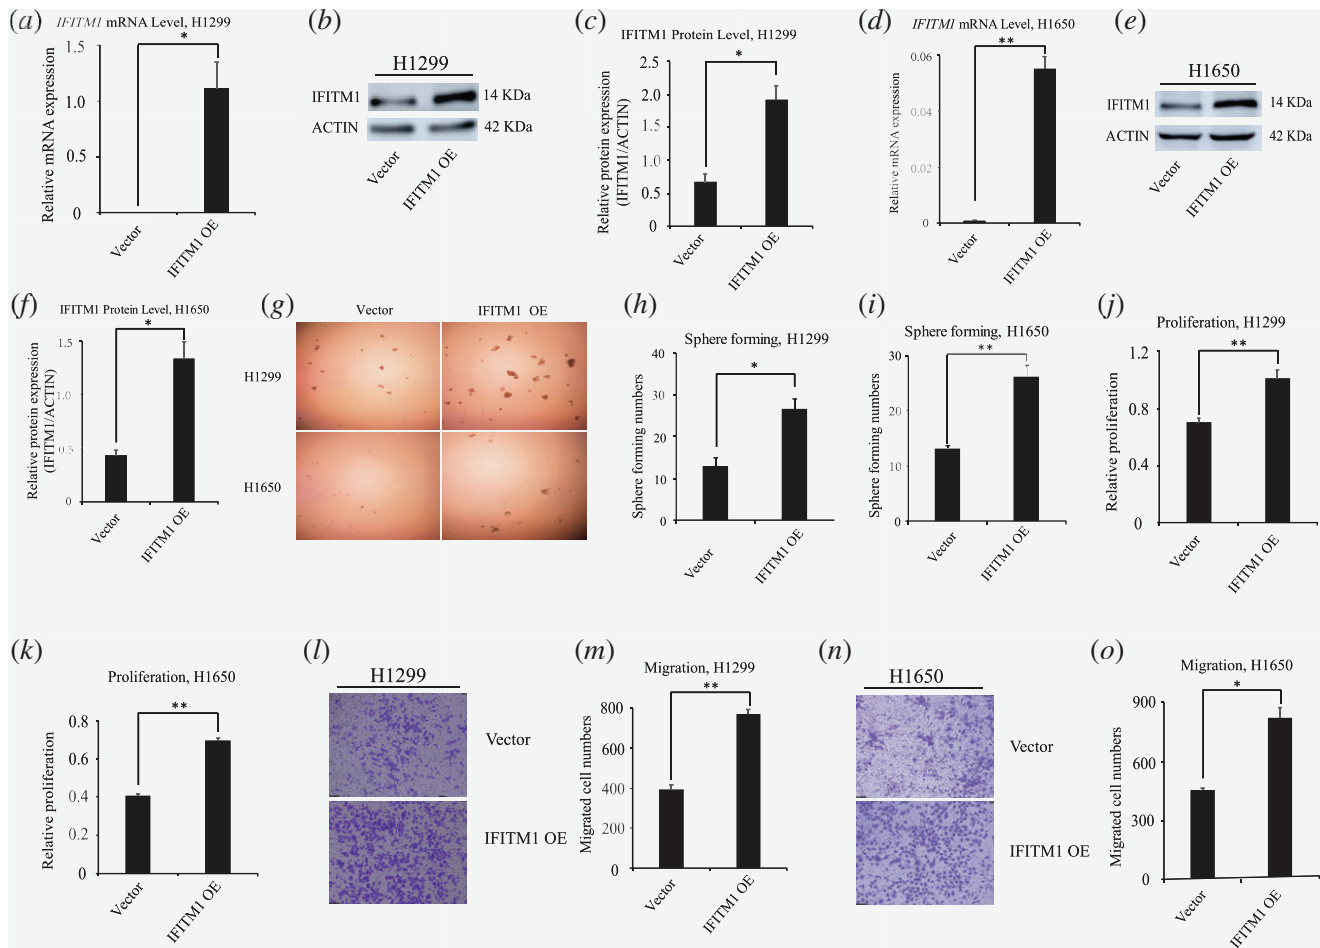 (a)
IFITM1 mRNA Level, H1299
*
Relative mRNA expression
1.5
1.0
1.0
0.5
0
Vector
IFITM1 OE
(b)
H1299
IFITM1
14 KDa
ACTIN
42 KDa
Vector
IFITM1 OE
(c)
IFITM1 Protein Level, H1299
*
Relative protein expression
(IFITM1/ACTIN)
2.5
2.0
1.5
1.0
0.5
0
Vector
IFITM1 OE
(d)
IFITM1 mRNA Level, H1650
**
Relative mRNA expression
0.06
0.04
0.02
0
Vector
IFITM1 OE
(e)
H1650
IFITM1
14 KDa
ACTIN
42 KDa
Vector
IFITM1 OE
(f)
IFITM1 Protein Level, H1650
*
Relative protein expression
(IFITM1/ACTIN)
1.5
1.0
0.5
0
Vector
IFITM1 OE
(g)
Vector
IFITM1 OE
H1299
H1650
(h)
Sphere forming, H1299
*
Sphere forming numbers
40
30
20
10
0
Vector
IFITM1 OE
(i)
Sphere forming, H1650
**
Sphere forming numbers
30
20
10
0
Vector
IFITM1 OE
(j)
Proliferation, H1299
**
Relative proliferation
1.2
0.8
0.4
0
Vector
IFITM1 OE
(k)
Proliferation, H1650
**
Relative proliferation
0.8
0.6
0.4
0.2
0
Vector
IFITM1 OE
(l)
H1299
Vector
IFITM1 OE
(m)
Migration, H1299
**
Migrated cell numbers
800
600
400
200
0
Vector
IFITM1 OE
(n)
H1650
Vector
IFITM1 OE
(o)
Migration, H1650
*
Migrated cell numbers
900
600
300
0
Vector
IFITM1 OE